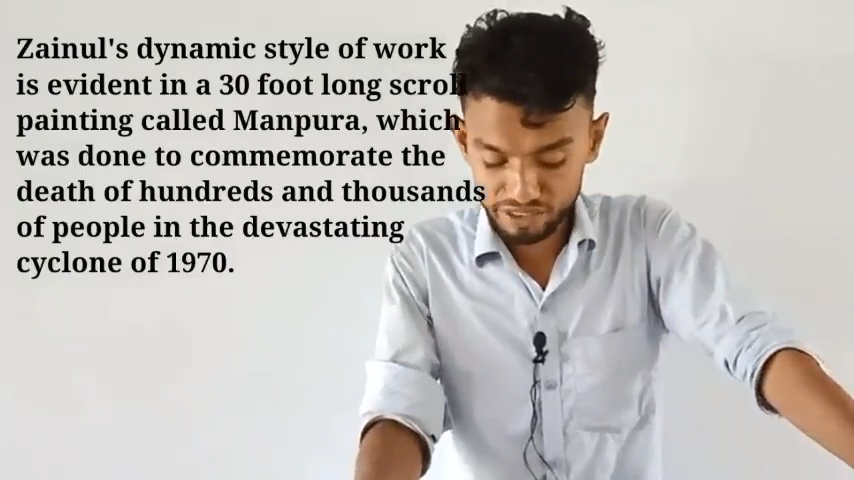 Zainul's dynamic style of work
is evident in a 30 foot long scroll
painting called Manpura, which
was done to commemorate the
death of hundreds and thousands
of people in the devastating
cyclone of 1970.